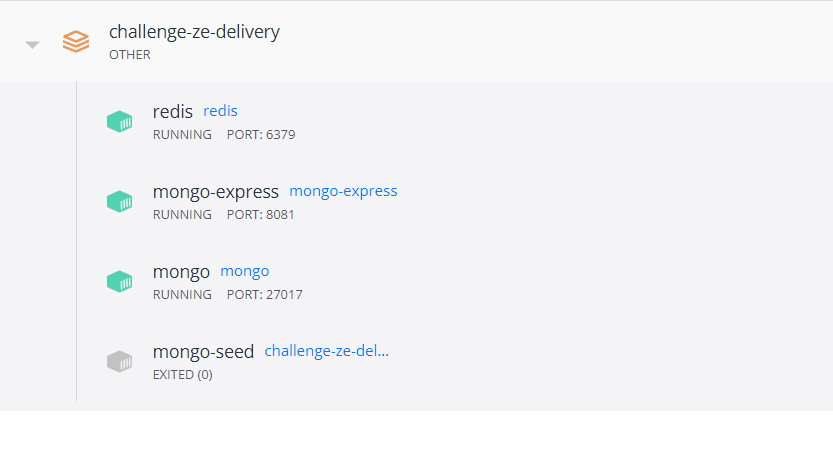 challenge-ze-delivery
OTHER
redis redis
RUNNING PORT: 6379
mongo-express mongo-express
RUNNING PORT: 8081
mongo mongo
RUNNING PORT: 27017
mongo-seed challenge-ze-del...
EXITED (0)